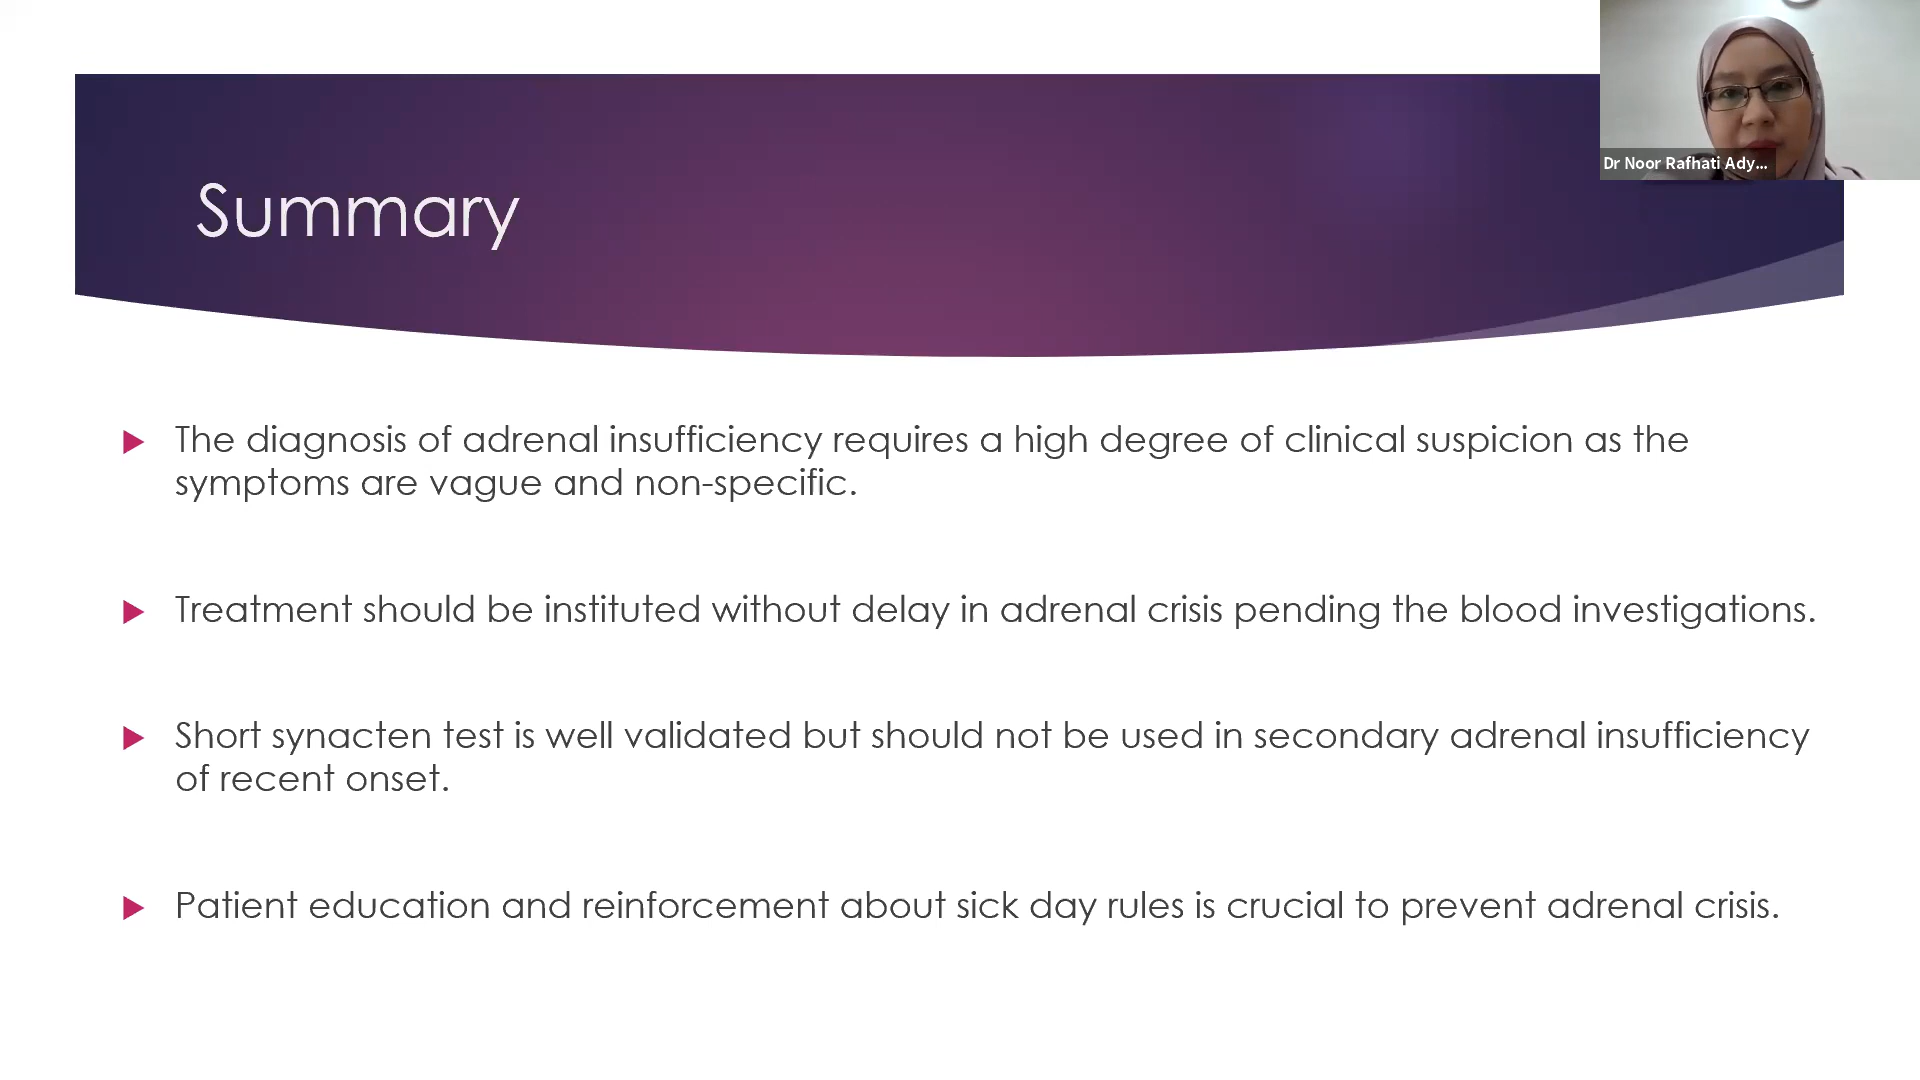 Dr Noor Rafhati Ady...
Summary
The diagnosis of adrenal insufficiency requires a high degree of clinical suspicion as the
symptoms are vague and non-specific.
Treatment should be instituted without delay in adrenal crisis pending the blood investigations.
Short synacten test is well validated but should not be used in secondary adrenal insufficiency
of recent onset.
Patient education and reinforcement about sick day rules is crucial to prevent adrenal crisis.